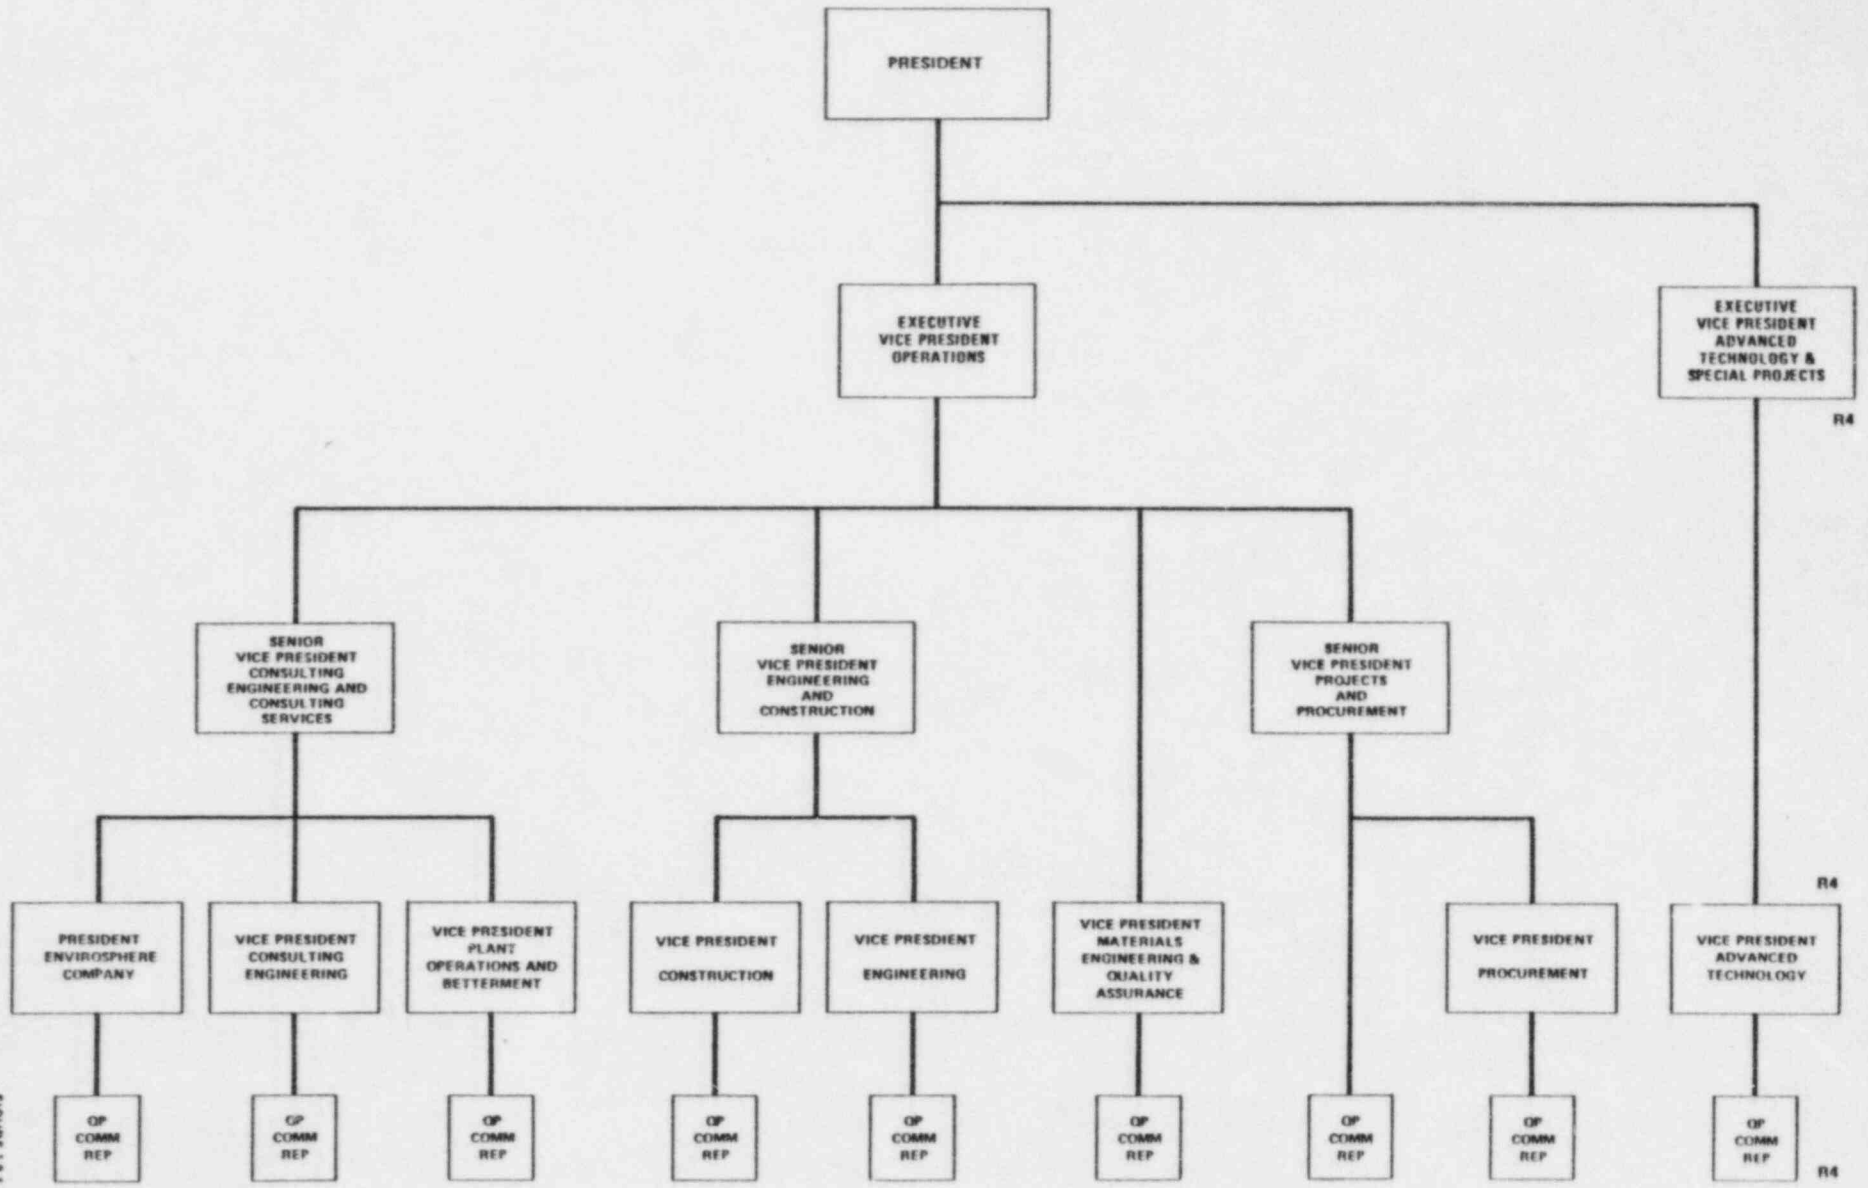 PRESIDENT
EXECUTIVE
VICE PRESIDENT
OPERATIONS
EXECUTIVE
VICE PRESIDENT
ADVANCED
TECHNOLOGY &
SPECIAL PROJECTS
R4
SENIOR
VICE PRESIDENT
CONSULTING
ENGINEERING AND
CONSULTING
SERVICES
SENIOR
VICE PRESIDENT
ENGINEERING
AND
CONSTRUCTION
SENIOR
VICE PRESIDENT
PROJECTS
AND
PROCUREMENT
R4
PRESIDENT
ENVIROSPHERE
COMPANY
VICE PRESIDENT
CONSULTING
ENGINEERING
VICE PRESIDENT
PLANT
OPERATIONS AND
BETTERMENT
VICE PRESIDENT
CONSTRUCTION
VICE PRESDIENT
ENGINEERING
VICE PRESIDENT
MATERIALS
ENGINEERING &
QUALITY
ASSURANCE
VICE PRESIDENT
PROCUREMENT
VICE PRESIDENT
ADVANCED
TECHNOLOGY
QP
COMM
REP
QP
COMM
REP
QP
COMM
REP
QP
COMM
REP
QP
COMM
REP
QP
COMM
REP
QP
COMM
REP
QP
COMM
REP
QP
COMM
REP
R4